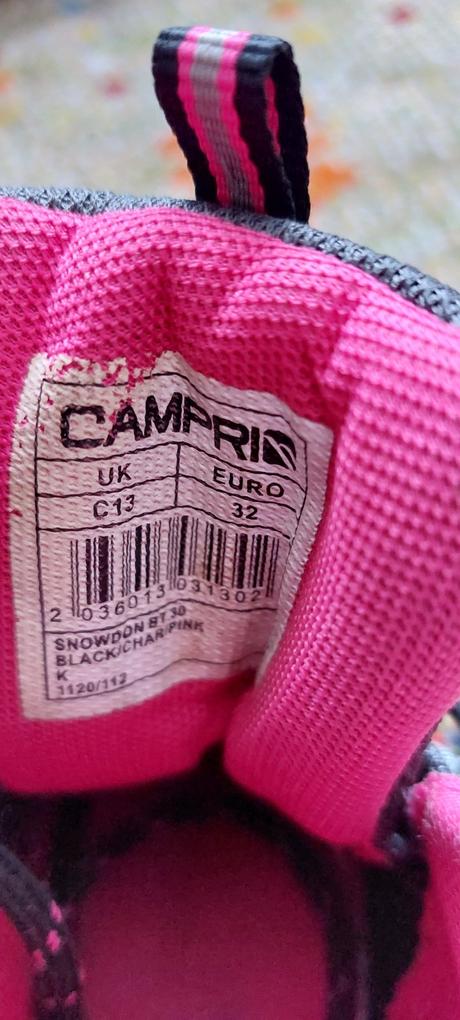 CAMPRI
UK EURO
C13 32
2 036013 031302
SNOWDON BT 30
BLACK/CHAR/PINK
K
1120/112